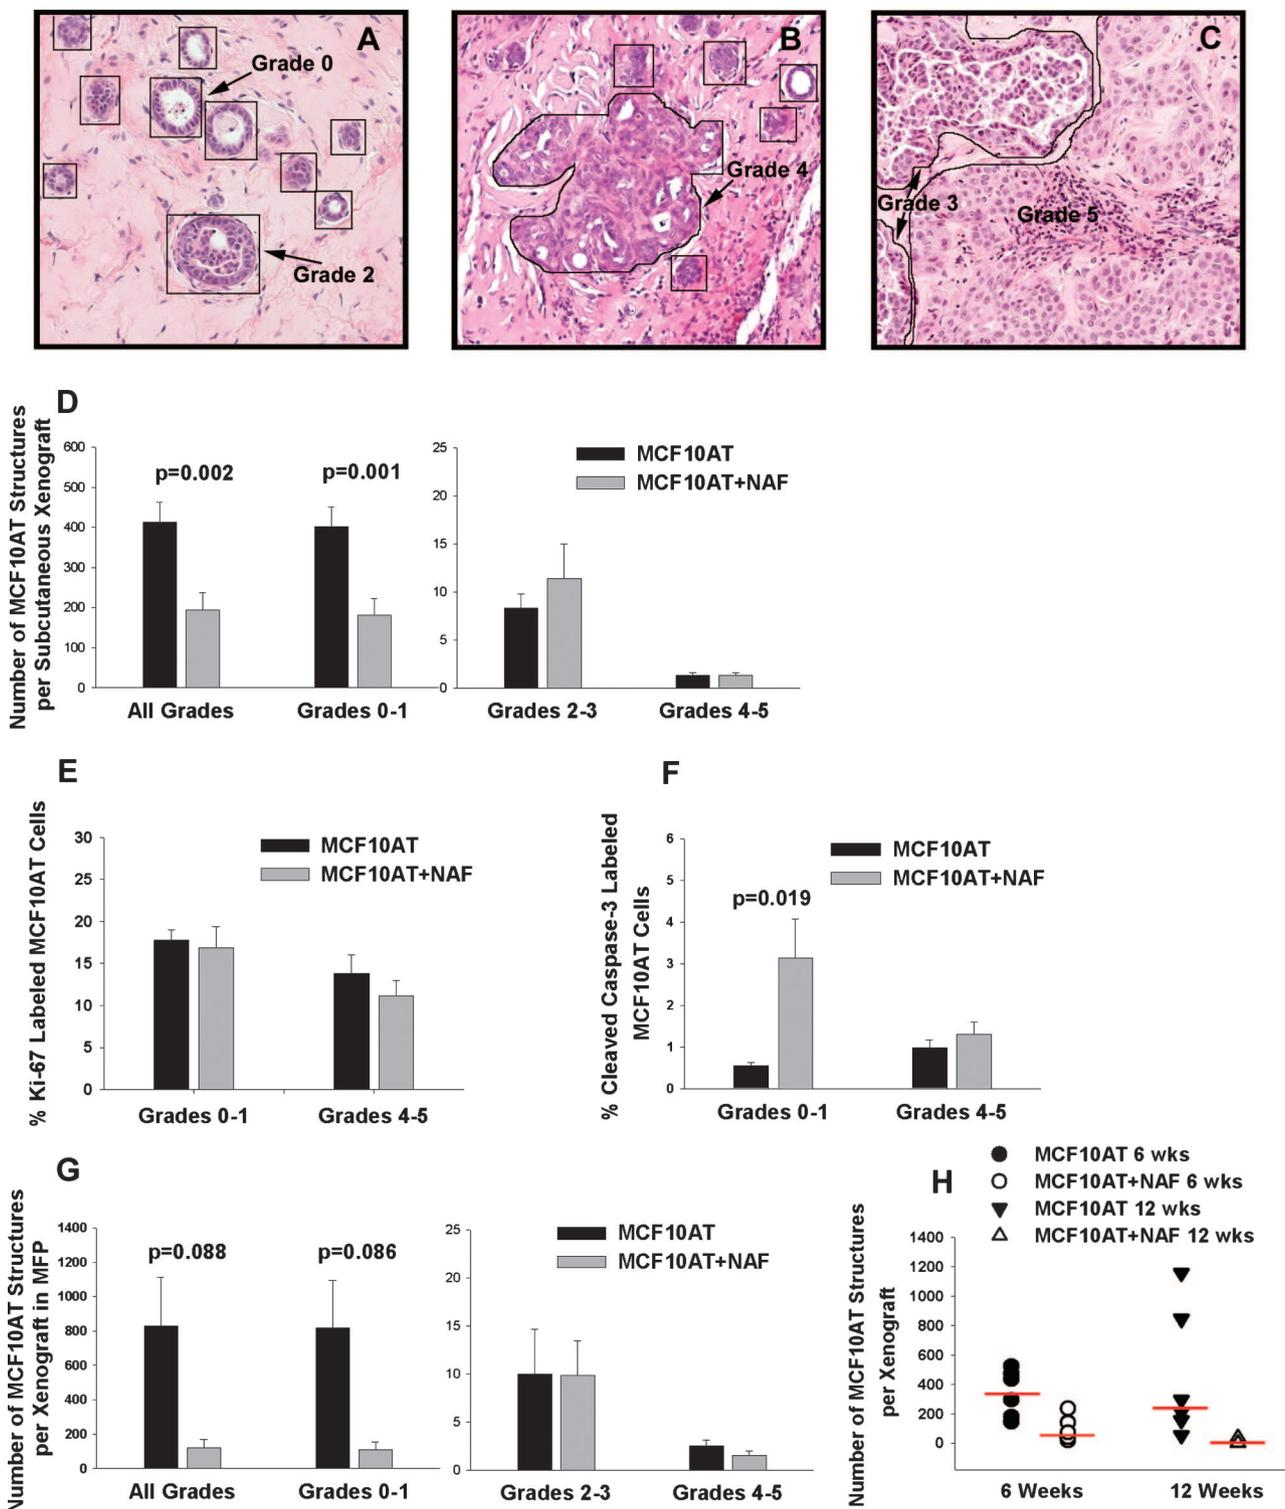 A
Grade 0
Grade 2
B
Grade 4
C
Grade 3
Grade 5
D
Number of MCF10AT Structures
per Subcutaneous Xenograft
600
500
400
300
200
100
0
p=0.002
p=0.001
All Grades
Grades 0-1
25
20
15
10
5
0
MCF10AT
MCF10AT+NAF
Grades 2-3
Grades 4-5
E
% Ki-67 Labeled MCF10AT Cells
30
25
20
15
10
5
0
MCF10AT
MCF10AT+NAF
Grades 0-1
Grades 4-5
F
% Cleaved Caspase-3 Labeled
MCF10AT Cells
6
5
4
3
2
1
0
MCF10AT
MCF10AT+NAF
p=0.019
Grades 0-1
Grades 4-5
G
Number of MCF10AT Structures
per Xenograft in MFP
1400
1200
1000
800
600
400
200
0
p=0.088
p=0.086
All Grades
Grades 0-1
25
20
15
10
5
0
MCF10AT
MCF10AT+NAF
Grades 2-3
Grades 4-5
H
MCF10AT 6 wks
MCF10AT+NAF 6 wks
MCF10AT 12 wks
MCF10AT+NAF 12 wks
Number of MCF10AT Structures
per Xenograft
1400
1200
1000
800
600
400
200
0
6 Weeks
12 Weeks